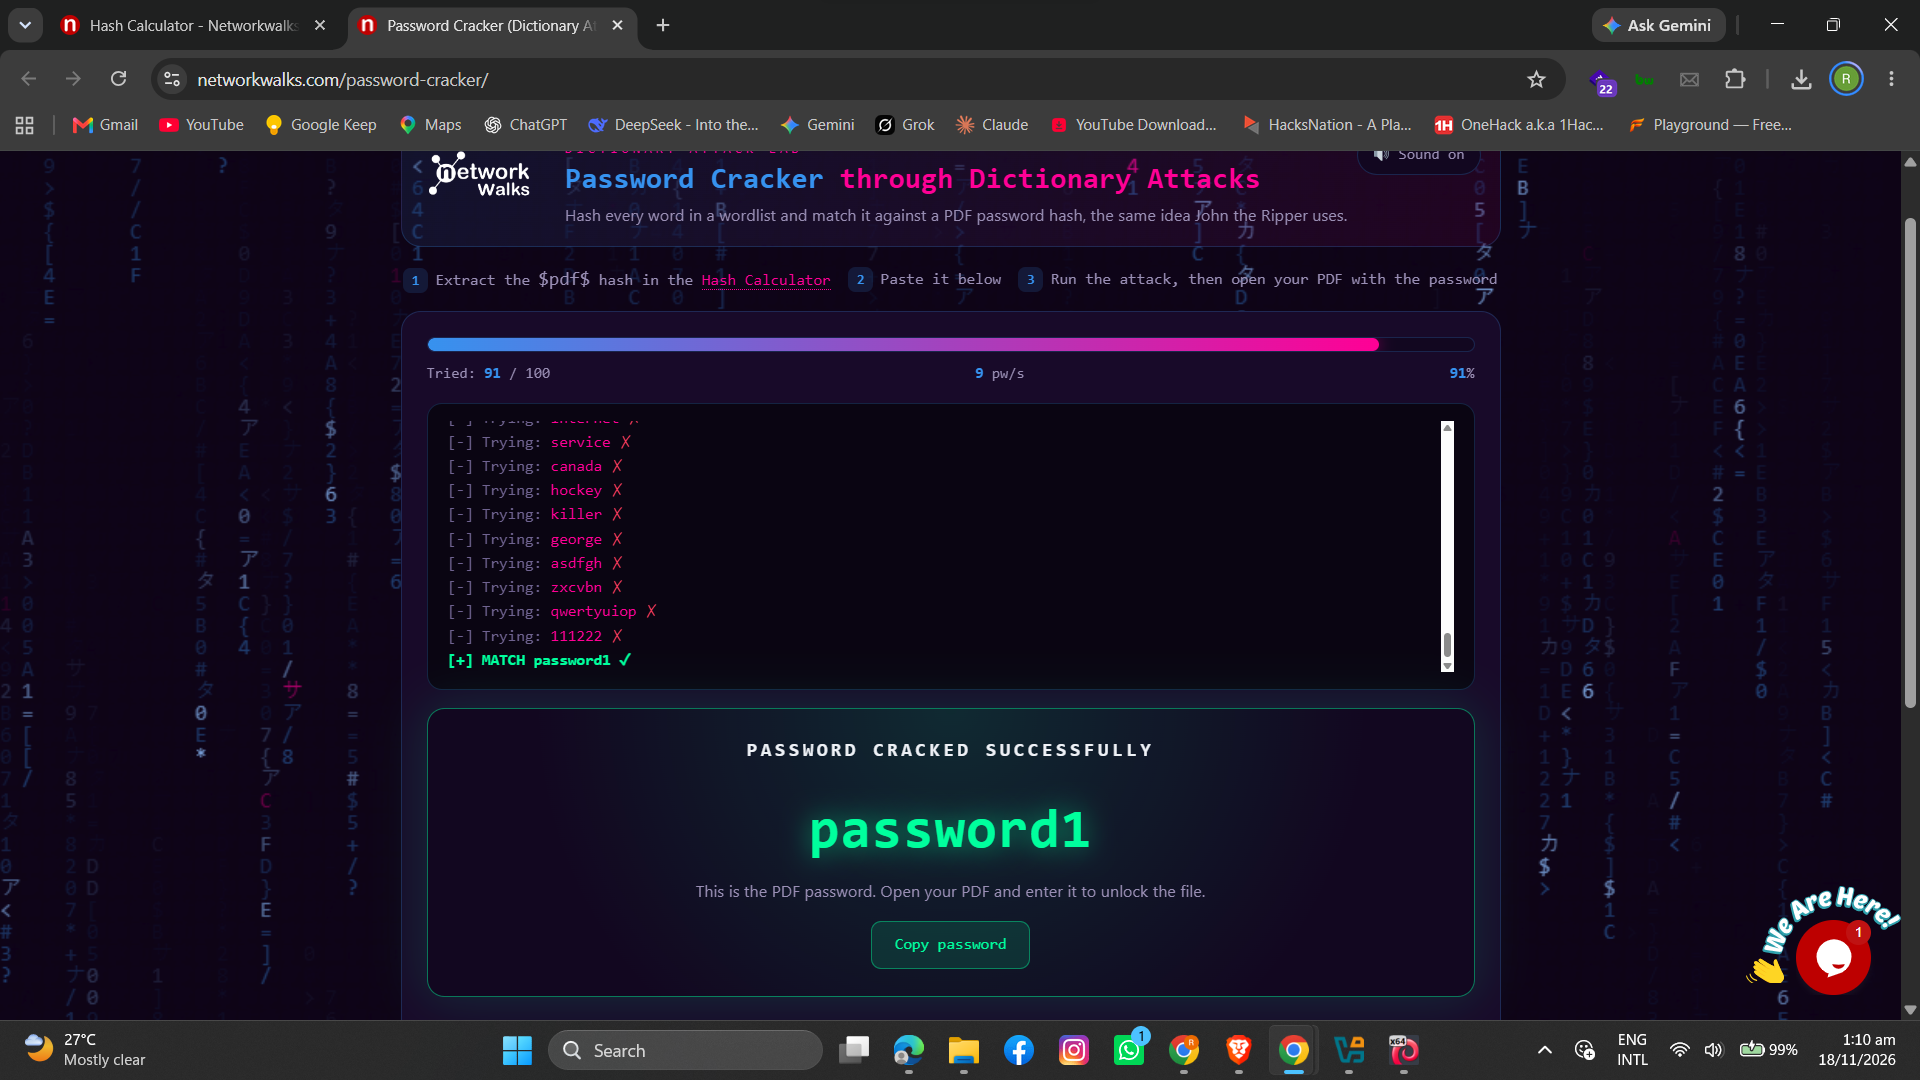 Hash Calculator - Networkwalks
Password Cracker (Dictionary At
Ask Gemini
networkwalks.com/password-cracker/
22
R
Gmail
YouTube
Google Keep
Maps
ChatGPT
DeepSeek - Into the...
Gemini
Grok
Claude
YouTube Download...
HacksNation - A Pla...
OneHack a.k.a 1Hac...
Playground — Free...
network
Walks
Sound on
Password Cracker through Dictionary Attacks
Hash every word in a wordlist and match it against a PDF password hash, the same idea John the Ripper uses.
1 Extract the $pdf$ hash in the Hash Calculator 2 Paste it below 3 Run the attack, then open your PDF with the password
Tried: 91 / 100
9 pw/s
91%
[-] Trying: internet ✗
[-] Trying: service ✗
[-] Trying: canada ✗
[-] Trying: hockey ✗
[-] Trying: killer ✗
[-] Trying: george ✗
[-] Trying: asdfgh ✗
[-] Trying: zxcvbn ✗
[-] Trying: qwertyuiop ✗
[-] Trying: 111222 ✗
[+] MATCH password1 ✓
PASSWORD CRACKED SUCCESSFULLY
password1
This is the PDF password. Open your PDF and enter it to unlock the file.
Copy password
We Are Here!
1
27°C
Mostly clear
Search
1
ENG
INTL
99%
1:10 am
18/11/2026